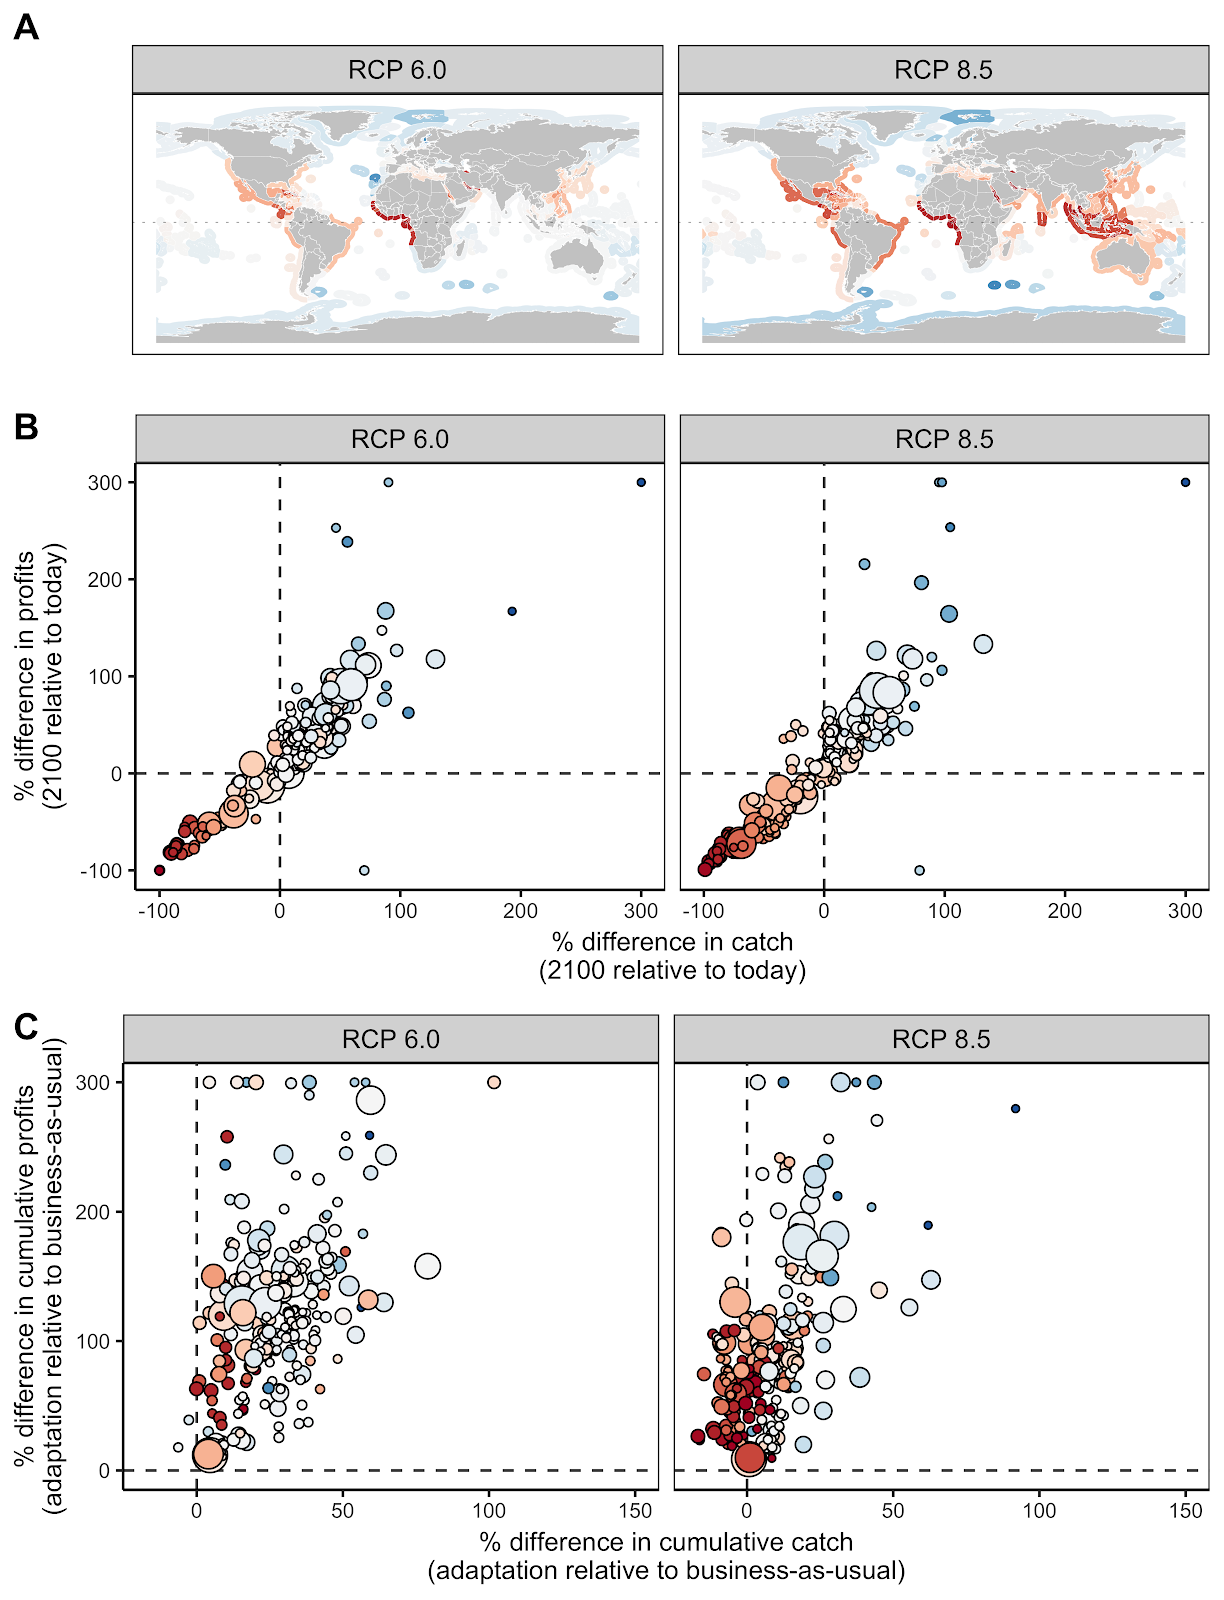 A
RCP 6.0
RCP 8.5
B
RCP 6.0
RCP 8.5
% difference in profits
(2100 relative to today)
300
200
100
0
-100
-100
0
100
200
300
-100
0
100
200
300
% difference in catch
(2100 relative to today)
C
RCP 6.0
RCP 8.5
% difference in cumulative profits
(adaptation relative to business-as-usual)
300
200
100
0
0
50
100
150
0
50
100
150
% difference in cumulative catch
(adaptation relative to business-as-usual)